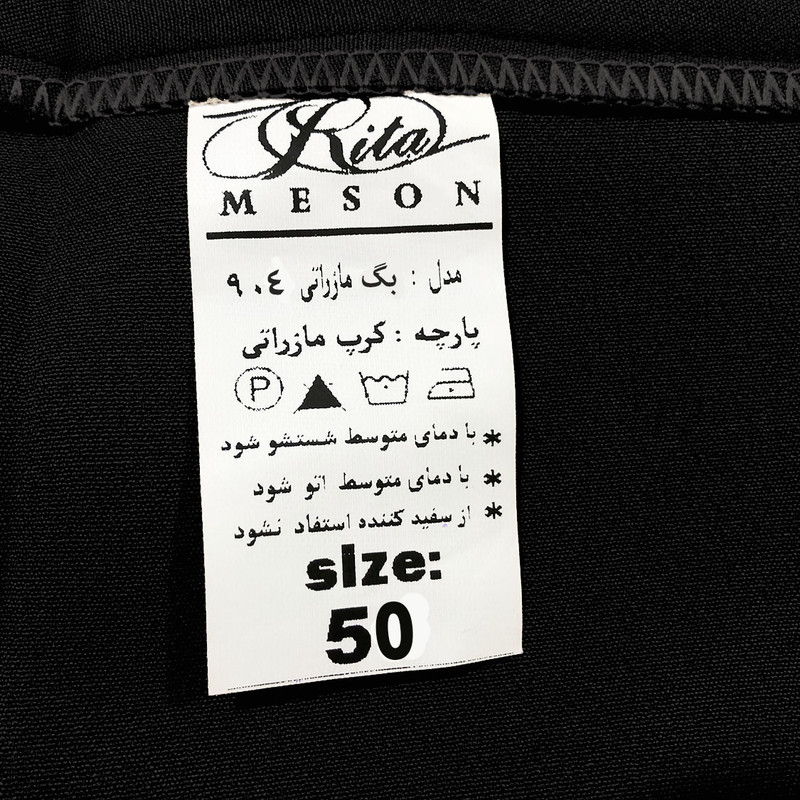 Rita
MESON
مدل : بگ مازراتی ۹۰٤
پارچه : کرپ مازراتی
P
* با دمای متوسط شستشو شود
* با دمای متوسط اتو شود
* از سفید کننده استفاد نشود
size:
50